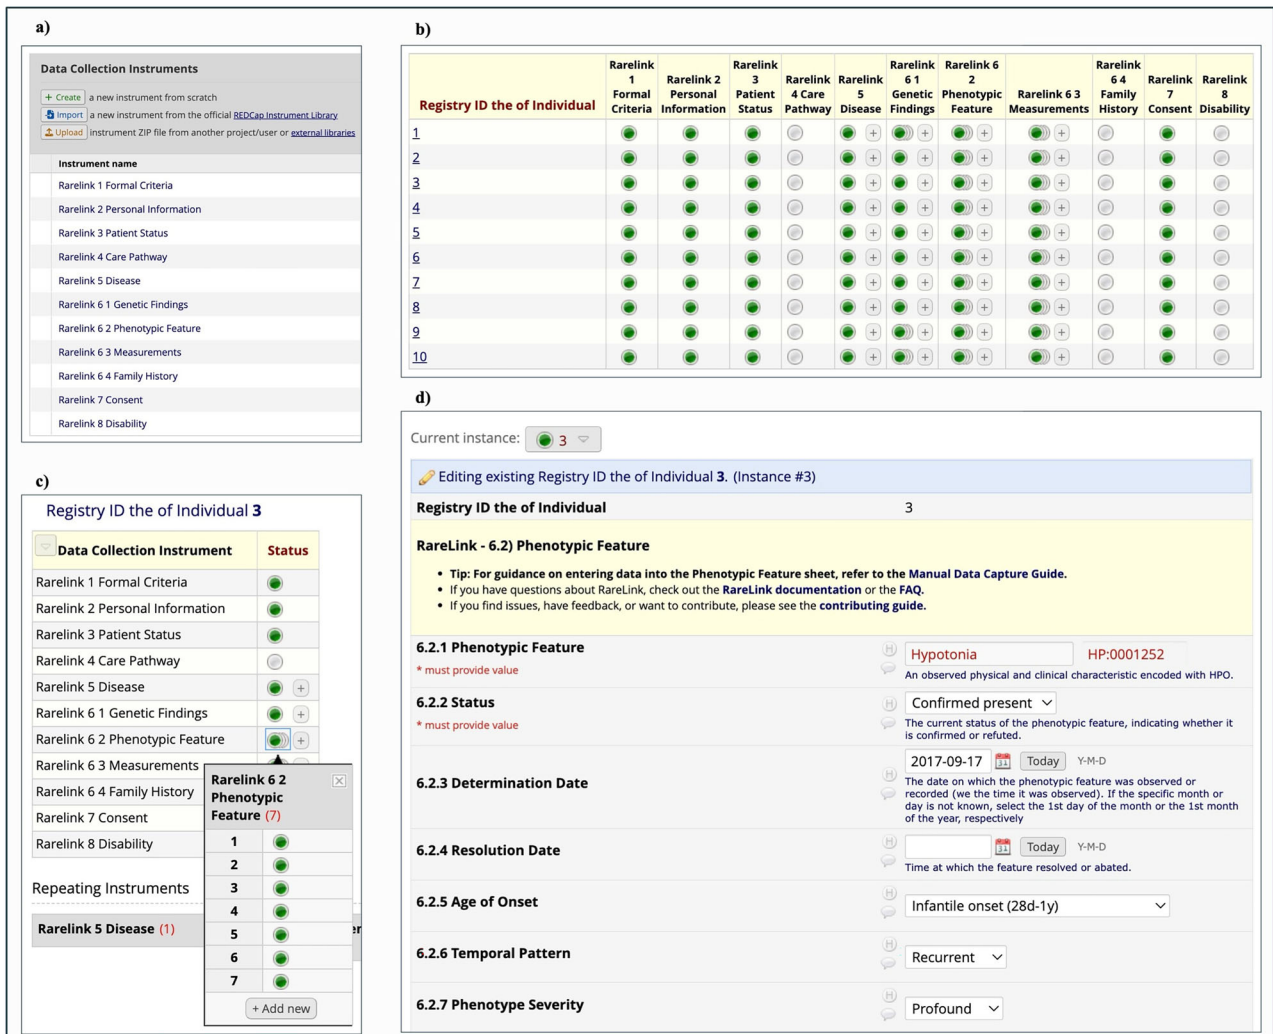 a)
Data Collection Instruments
+ Create a new instrument from scratch
Import a new instrument from the official REDCap Instrument Library
Upload instrument ZIP file from another project/user or external libraries
Instrument name
Rarelink 1 Formal Criteria
Rarelink 2 Personal Information
Rarelink 3 Patient Status
Rarelink 4 Care Pathway
Rarelink 5 Disease
Rarelink 6 1 Genetic Findings
Rarelink 6 2 Phenotypic Feature
Rarelink 6 3 Measurements
Rarelink 6 4 Family History
Rarelink 7 Consent
Rarelink 8 Disability
b)
Registry ID the of Individual
Rarelink
1
Formal
Criteria
Rarelink 2
Personal
Information
Rarelink
3
Patient
Status
Rarelink
4 Care
Pathway
Rarelink
5
Disease
Rarelink
6 1
Genetic
Findings
Rarelink 6
2
Phenotypic
Feature
Rarelink 6 3
Measurements
Rarelink
6 4
Family
History
Rarelink
7
Consent
Rarelink
8
Disability
1 + + + +
2 + + + +
3 + + + +
4 + + + +
5 + + + +
6 + + + +
7 + + + +
8 + + + +
9 + + + +
10 + + + +
c)
Registry ID the of Individual 3
Data Collection Instrument Status
Rarelink 1 Formal Criteria
Rarelink 2 Personal Information
Rarelink 3 Patient Status
Rarelink 4 Care Pathway
Rarelink 5 Disease +
Rarelink 6 1 Genetic Findings +
Rarelink 6 2 Phenotypic Feature +
Rarelink 6 3 Measurements
Rarelink 6 4 Family History
Rarelink 7 Consent
Rarelink 8 Disability
Rarelink 6 2
Phenotypic
Feature (7)
1
2
3
4
5
6
7
+ Add new
Repeating Instruments
Rarelink 5 Disease (1)
d)
Current instance: 3
Editing existing Registry ID the of Individual 3. (Instance #3)
Registry ID the of Individual 3
RareLink - 6.2) Phenotypic Feature
• Tip: For guidance on entering data into the Phenotypic Feature sheet, refer to the Manual Data Capture Guide.
• If you have questions about RareLink, check out the RareLink documentation or the FAQ.
• If you find issues, have feedback, or want to contribute, please see the contributing guide.
6.2.1 Phenotypic Feature
* must provide value
H
Hypotonia HP:0001252
An observed physical and clinical characteristic encoded with HPO.
6.2.2 Status
* must provide value
H
Confirmed present
The current status of the phenotypic feature, indicating whether it
is confirmed or refuted.
6.2.3 Determination Date
H
2017-09-17 31 Today Y-M-D
The date on which the phenotypic feature was observed or
recorded (we the time it was observed). If the specific month or
day is not known, select the 1st day of the month or the 1st month
of the year, respectively
6.2.4 Resolution Date
H
31 Today Y-M-D
Time at which the feature resolved or abated.
6.2.5 Age of Onset
H
Infantile onset (28d-1y)
6.2.6 Temporal Pattern
H
Recurrent
6.2.7 Phenotype Severity
H
Profound